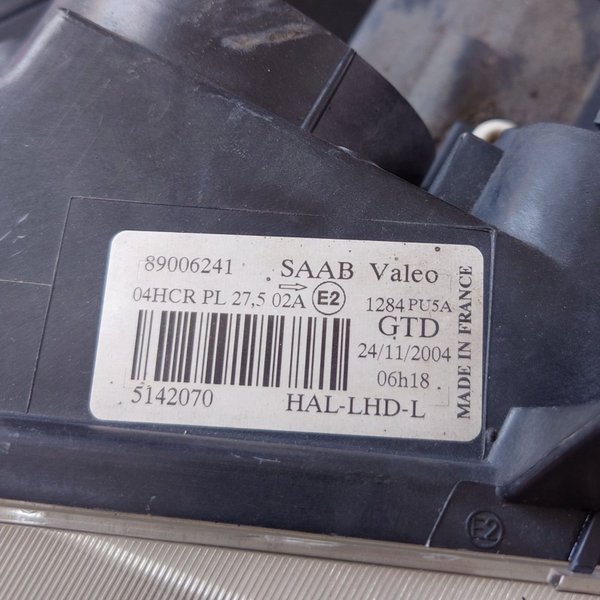 89006241 SAAB Valeo
04HCR PL 27,5 02A E2 1284 PU5A
GTD
24/11/2004
06h18
5142070 HAL-LHD-L
MADE IN FRANCE
E2